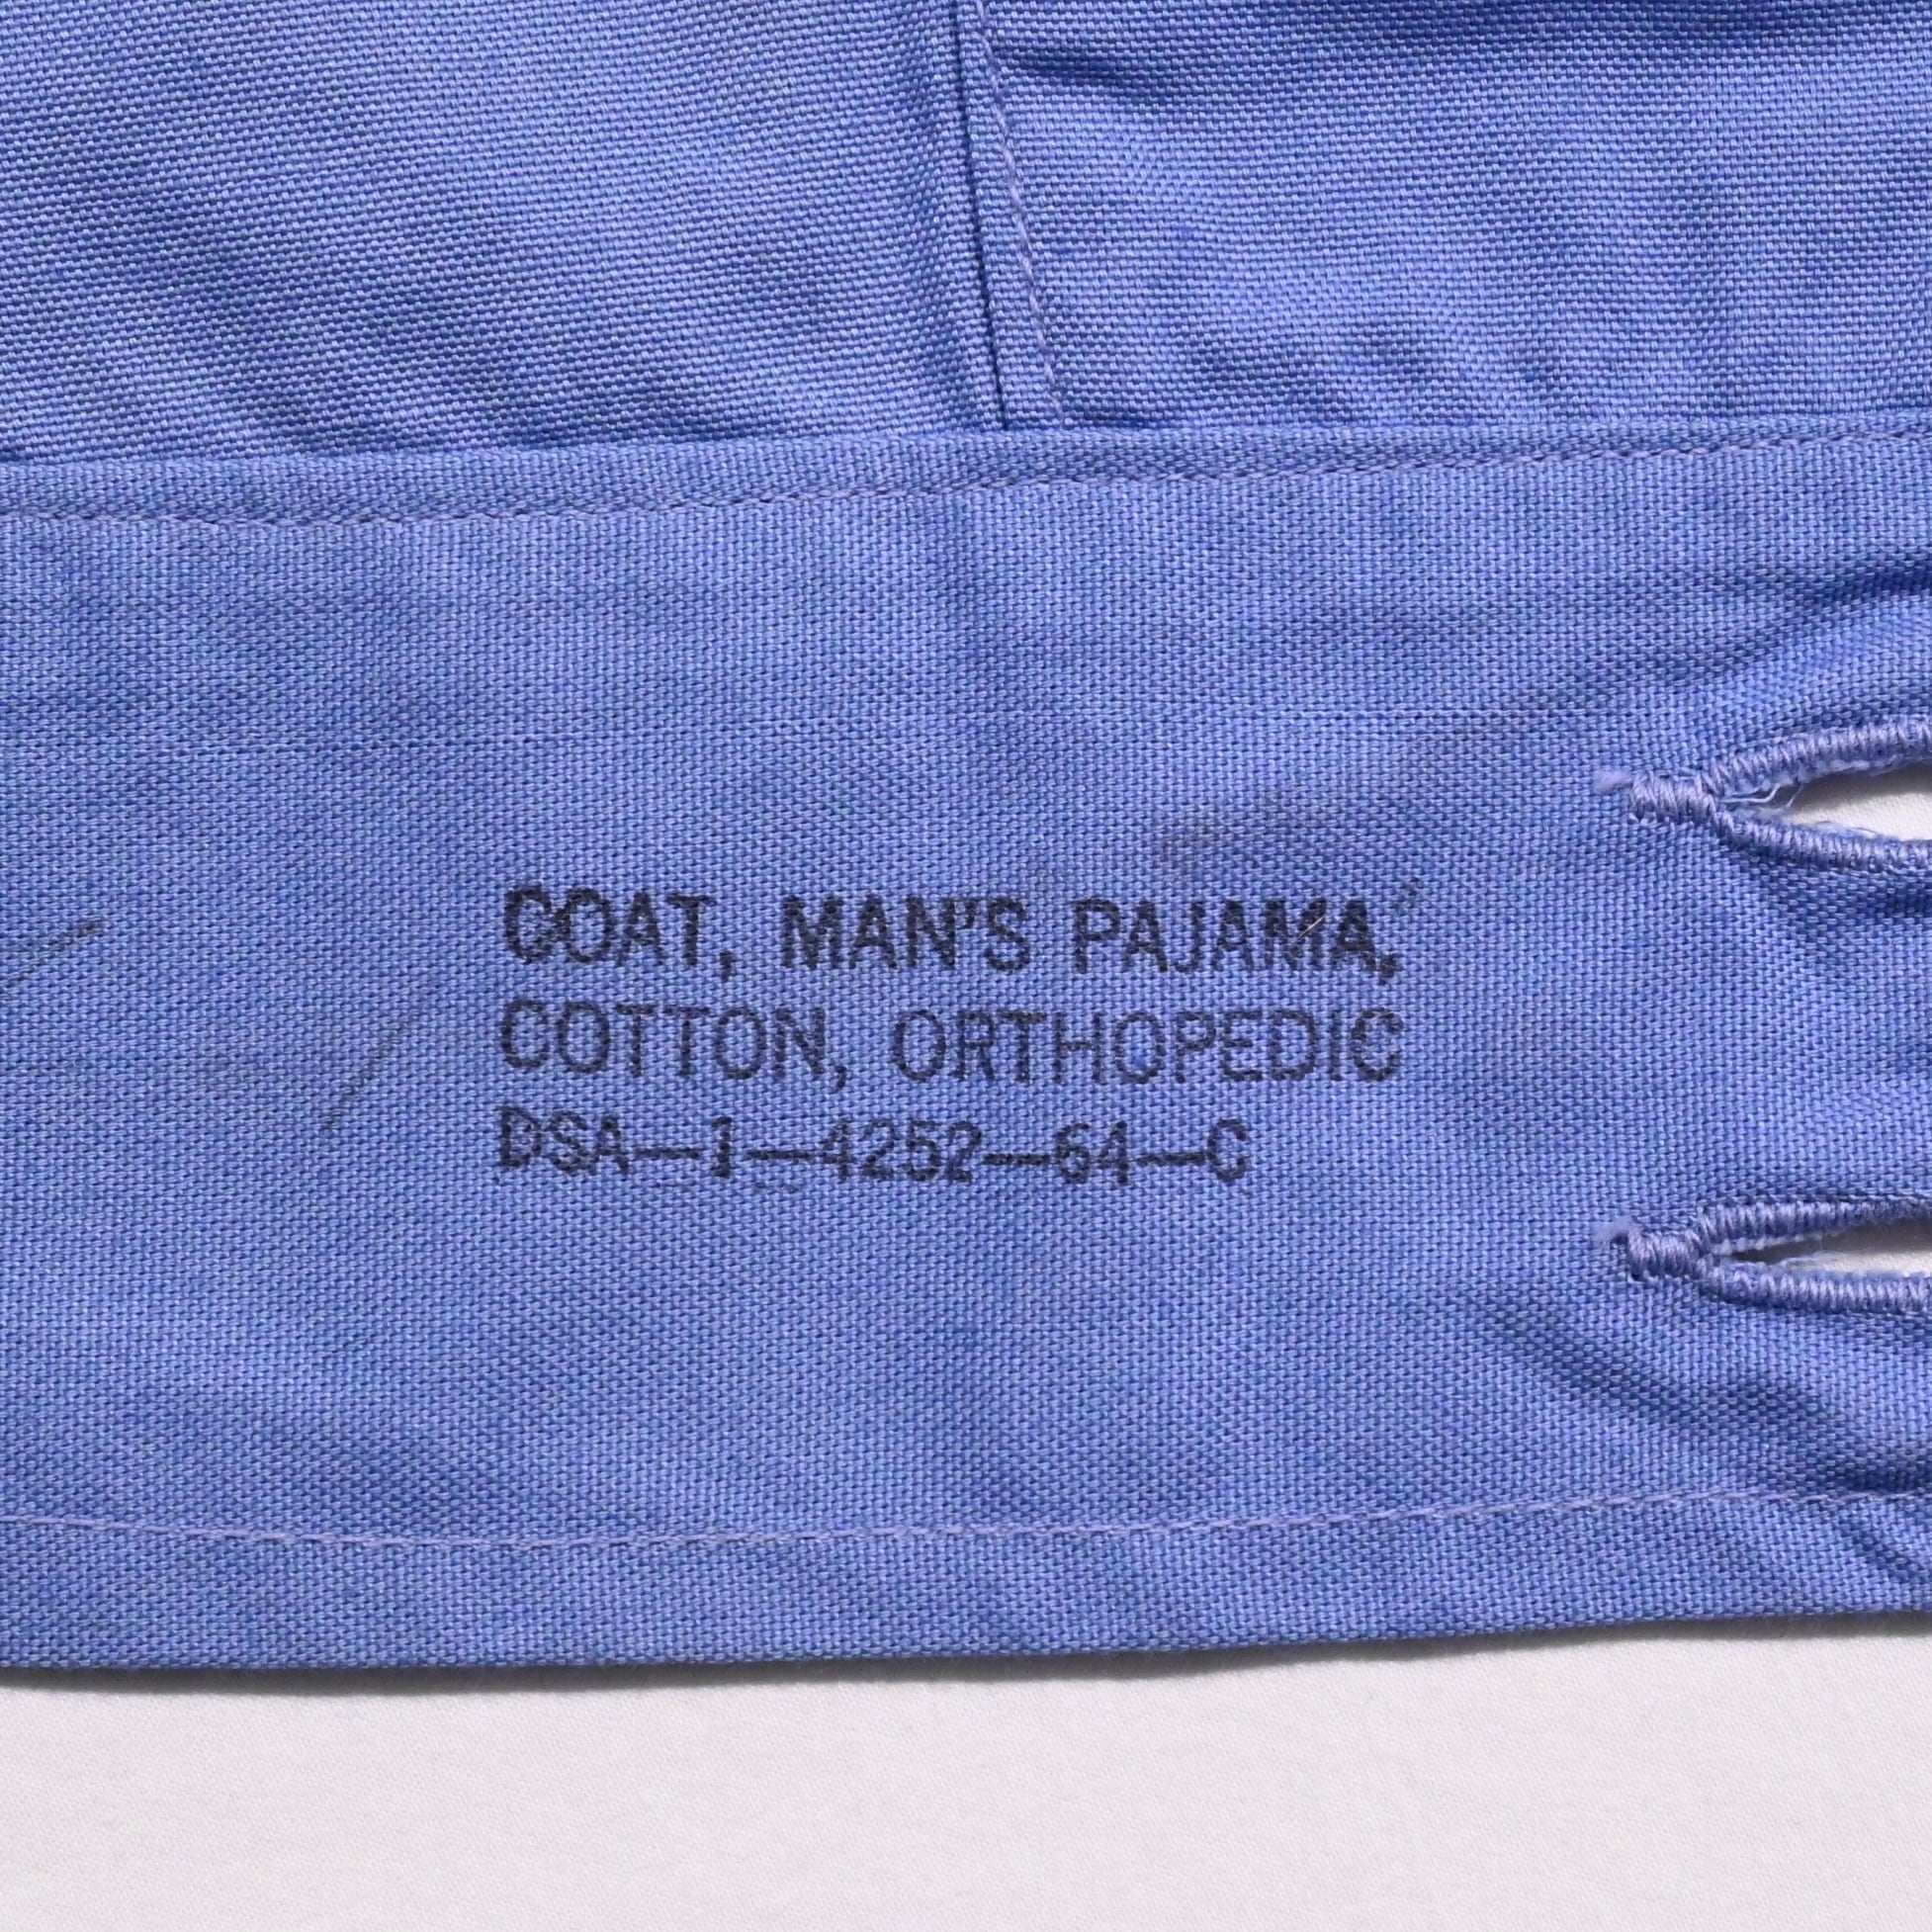 COAT, MAN'S PAJAMA,
COTTON, ORTHOPEDIC
DSA-1-4252-64-C